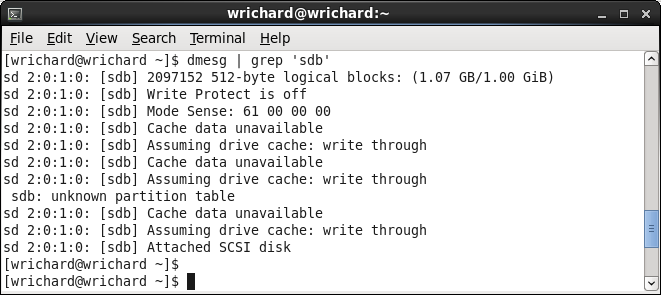 wrichard@wrichard:~
File Edit View Search Terminal Help
[wrichard@wrichard ~]$ dmesg | grep 'sdb'
sd 2:0:1:0: [sdb] 2097152 512-byte logical blocks: (1.07 GB/1.00 GiB)
sd 2:0:1:0: [sdb] Write Protect is off
sd 2:0:1:0: [sdb] Mode Sense: 61 00 00 00
sd 2:0:1:0: [sdb] Cache data unavailable
sd 2:0:1:0: [sdb] Assuming drive cache: write through
sd 2:0:1:0: [sdb] Cache data unavailable
sd 2:0:1:0: [sdb] Assuming drive cache: write through
 sdb: unknown partition table
sd 2:0:1:0: [sdb] Cache data unavailable
sd 2:0:1:0: [sdb] Assuming drive cache: write through
sd 2:0:1:0: [sdb] Attached SCSI disk
[wrichard@wrichard ~]$
[wrichard@wrichard ~]$